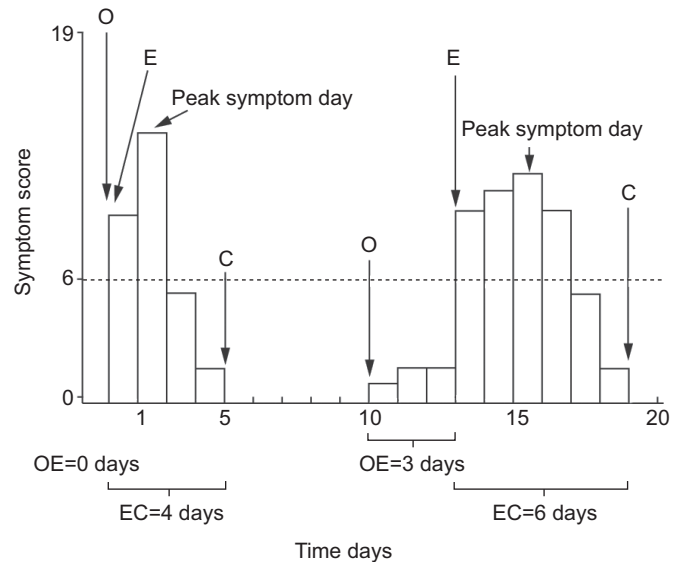 O
19
E
E
Peak symptom day
Peak symptom day
C
O
C
Symptom score
6
0
1 5 10 15 20
OE=0 days
OE=3 days
EC=4 days
EC=6 days
Time days